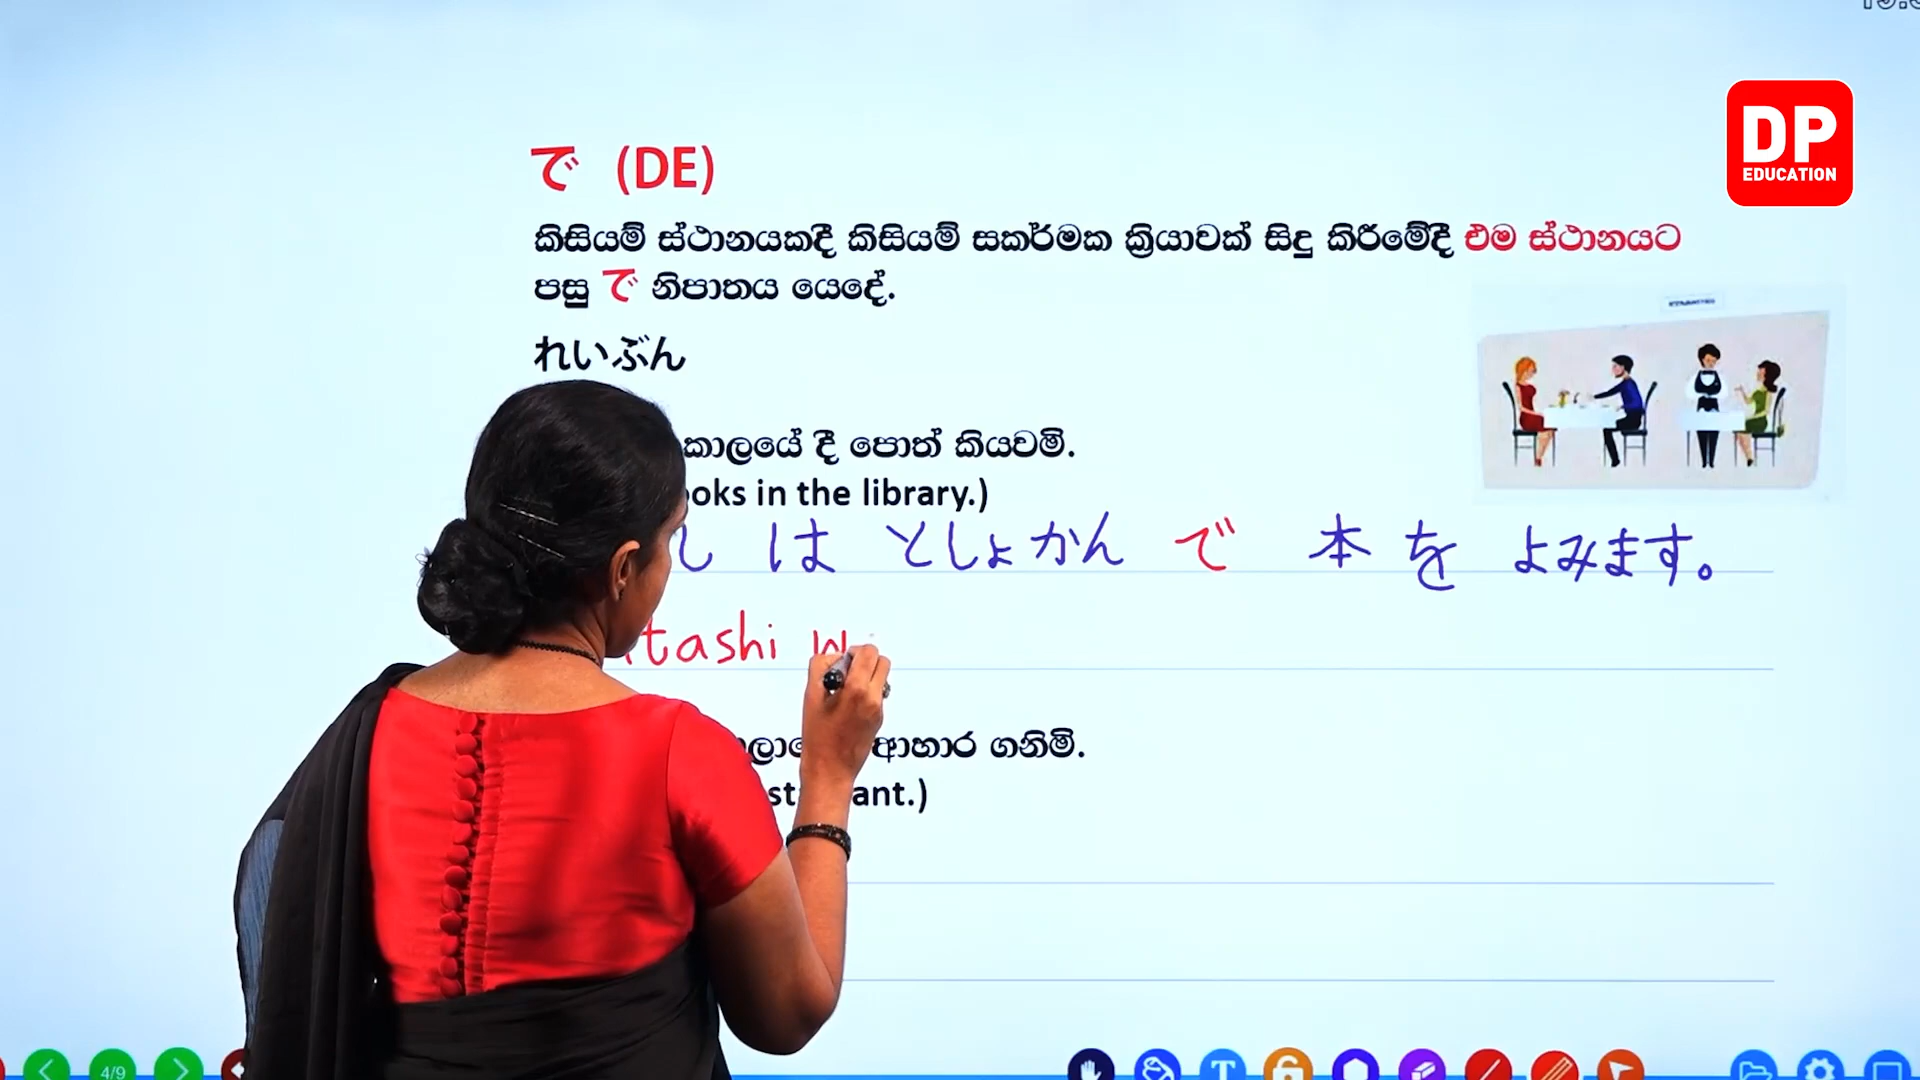 DP
EDUCATION
で (DE)
කිසියම් ස්ථානයකදී කිසියම් සකර්මක ක්‍රියාවක් සිදු කිරීමේදී එම ස්ථානයට
පසු で නිපාතය යෙදේ.
れいぶん
කාලයේ දී පොත් කියවමි.
ooks in the library.)
し は としょかん で 本 を よみます。
tashi w
ආහාර ගනිමි.
ant.)
4/9